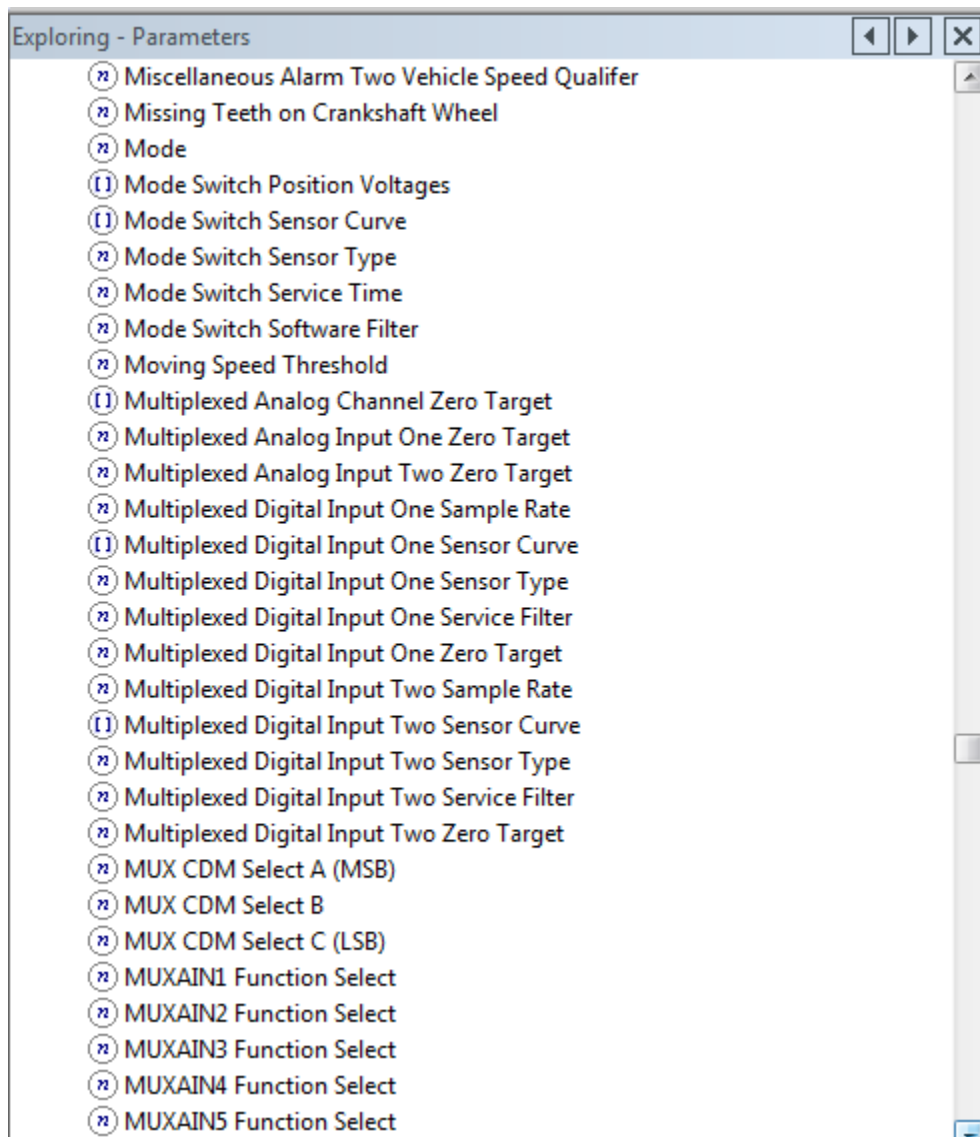 Exploring - Parameters
Miscellaneous Alarm Two Vehicle Speed Qualifer
Missing Teeth on Crankshaft Wheel
Mode
Mode Switch Position Voltages
Mode Switch Sensor Curve
Mode Switch Sensor Type
Mode Switch Service Time
Mode Switch Software Filter
Moving Speed Threshold
Multiplexed Analog Channel Zero Target
Multiplexed Analog Input One Zero Target
Multiplexed Analog Input Two Zero Target
Multiplexed Digital Input One Sample Rate
Multiplexed Digital Input One Sensor Curve
Multiplexed Digital Input One Sensor Type
Multiplexed Digital Input One Service Filter
Multiplexed Digital Input One Zero Target
Multiplexed Digital Input Two Sample Rate
Multiplexed Digital Input Two Sensor Curve
Multiplexed Digital Input Two Sensor Type
Multiplexed Digital Input Two Service Filter
Multiplexed Digital Input Two Zero Target
MUX CDM Select A (MSB)
MUX CDM Select B
MUX CDM Select C (LSB)
MUXAIN1 Function Select
MUXAIN2 Function Select
MUXAIN3 Function Select
MUXAIN4 Function Select
MUXAIN5 Function Select